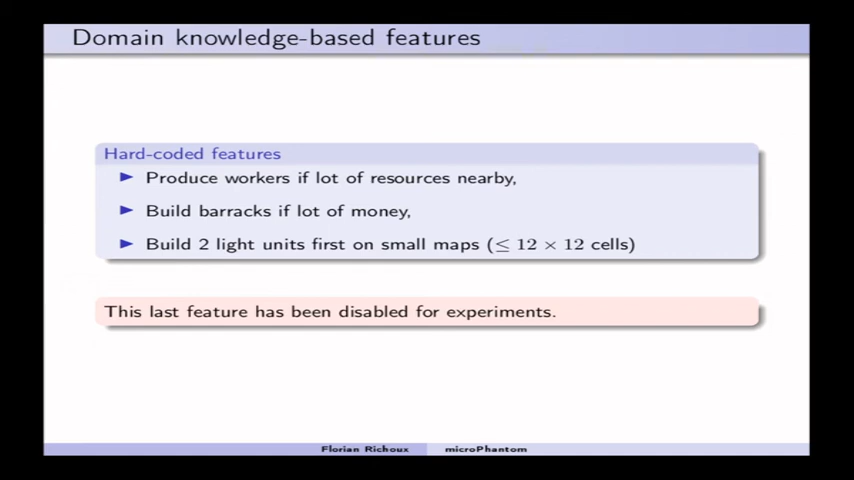 Domain knowledge-based features
Hard-coded features
▶ Produce workers if lot of resources nearby,
▶ Build barracks if lot of money,
▶ Build 2 light units first on small maps (≤ 12 × 12 cells)
This last feature has been disabled for experiments.
Florian Richoux microPhantom